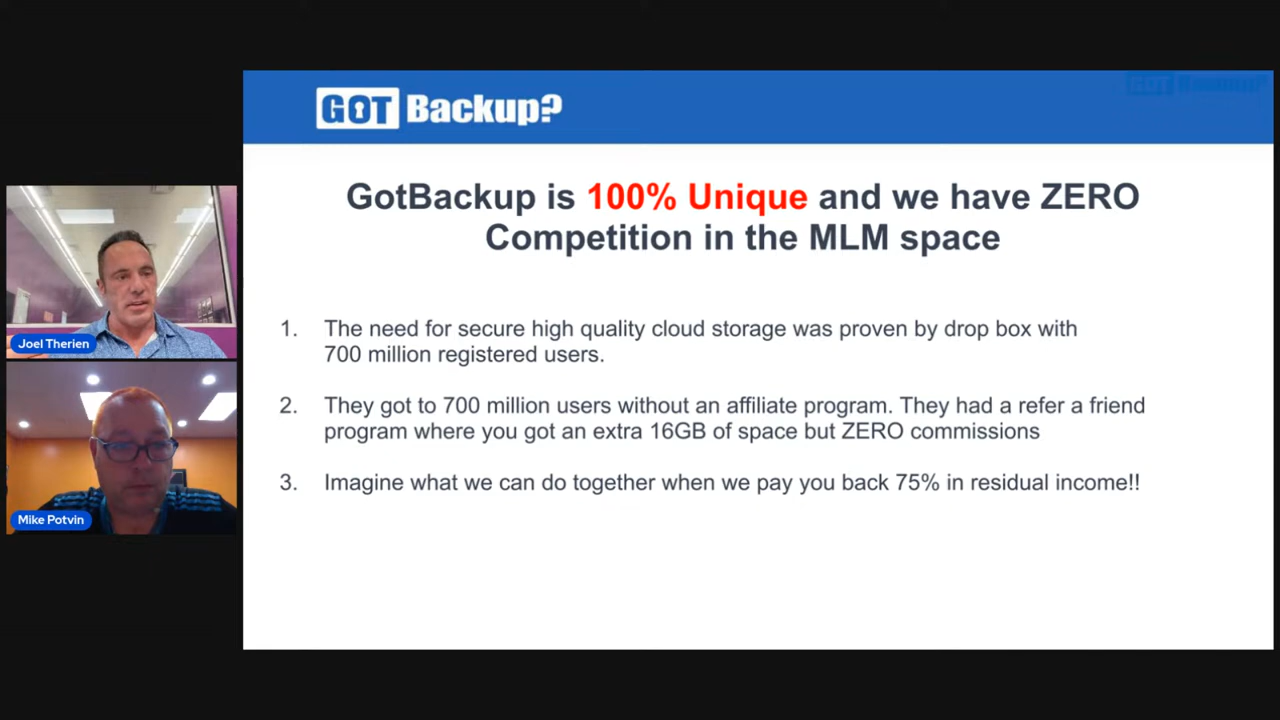 GOT Backup?
GOT Backup?
GotBackup is 100% Unique and we have ZERO
Competition in the MLM space
1. The need for secure high quality cloud storage was proven by drop box with
700 million registered users.
2. They got to 700 million users without an affiliate program. They had a refer a friend
program where you got an extra 16GB of space but ZERO commissions
3. Imagine what we can do together when we pay you back 75% in residual income!!
Joel Therien
Mike Potvin